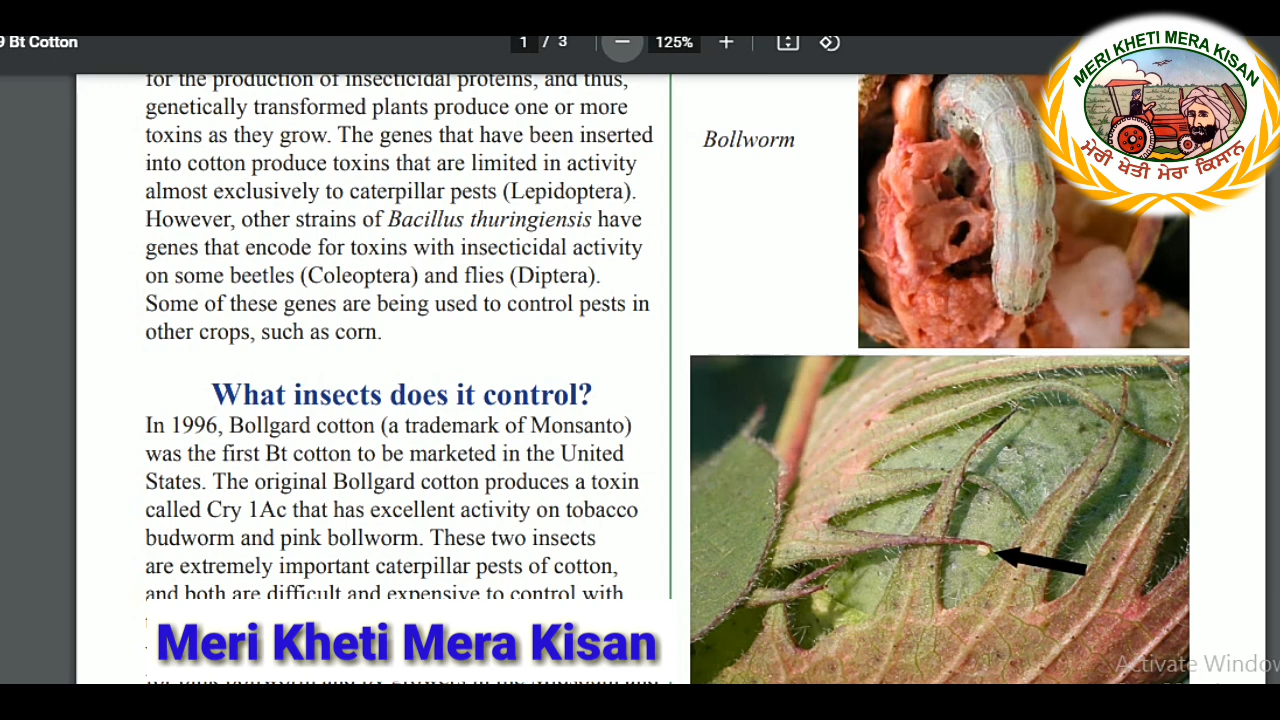 9 Bt Cotton
1 / 3
125%
MERI KHETI MERA KISAN
ਮੇਰੀ ਖੇਤੀ ਮੇਰਾ ਕਿਸਾਨ
for the production of insecticidal proteins, and thus,
genetically transformed plants produce one or more
toxins as they grow. The genes that have been inserted
into cotton produce toxins that are limited in activity
almost exclusively to caterpillar pests (Lepidoptera).
However, other strains of Bacillus thuringiensis have
genes that encode for toxins with insecticidal activity
on some beetles (Coleoptera) and flies (Diptera).
Some of these genes are being used to control pests in
other crops, such as corn.
What insects does it control?
In 1996, Bollgard cotton (a trademark of Monsanto)
was the first Bt cotton to be marketed in the United
States. The original Bollgard cotton produces a toxin
called Cry 1Ac that has excellent activity on tobacco
budworm and pink bollworm. These two insects
are extremely important caterpillar pests of cotton,
and both are difficult and expensive to control with
Meri Kheti Mera Kisan
Bollworm
Activate Window